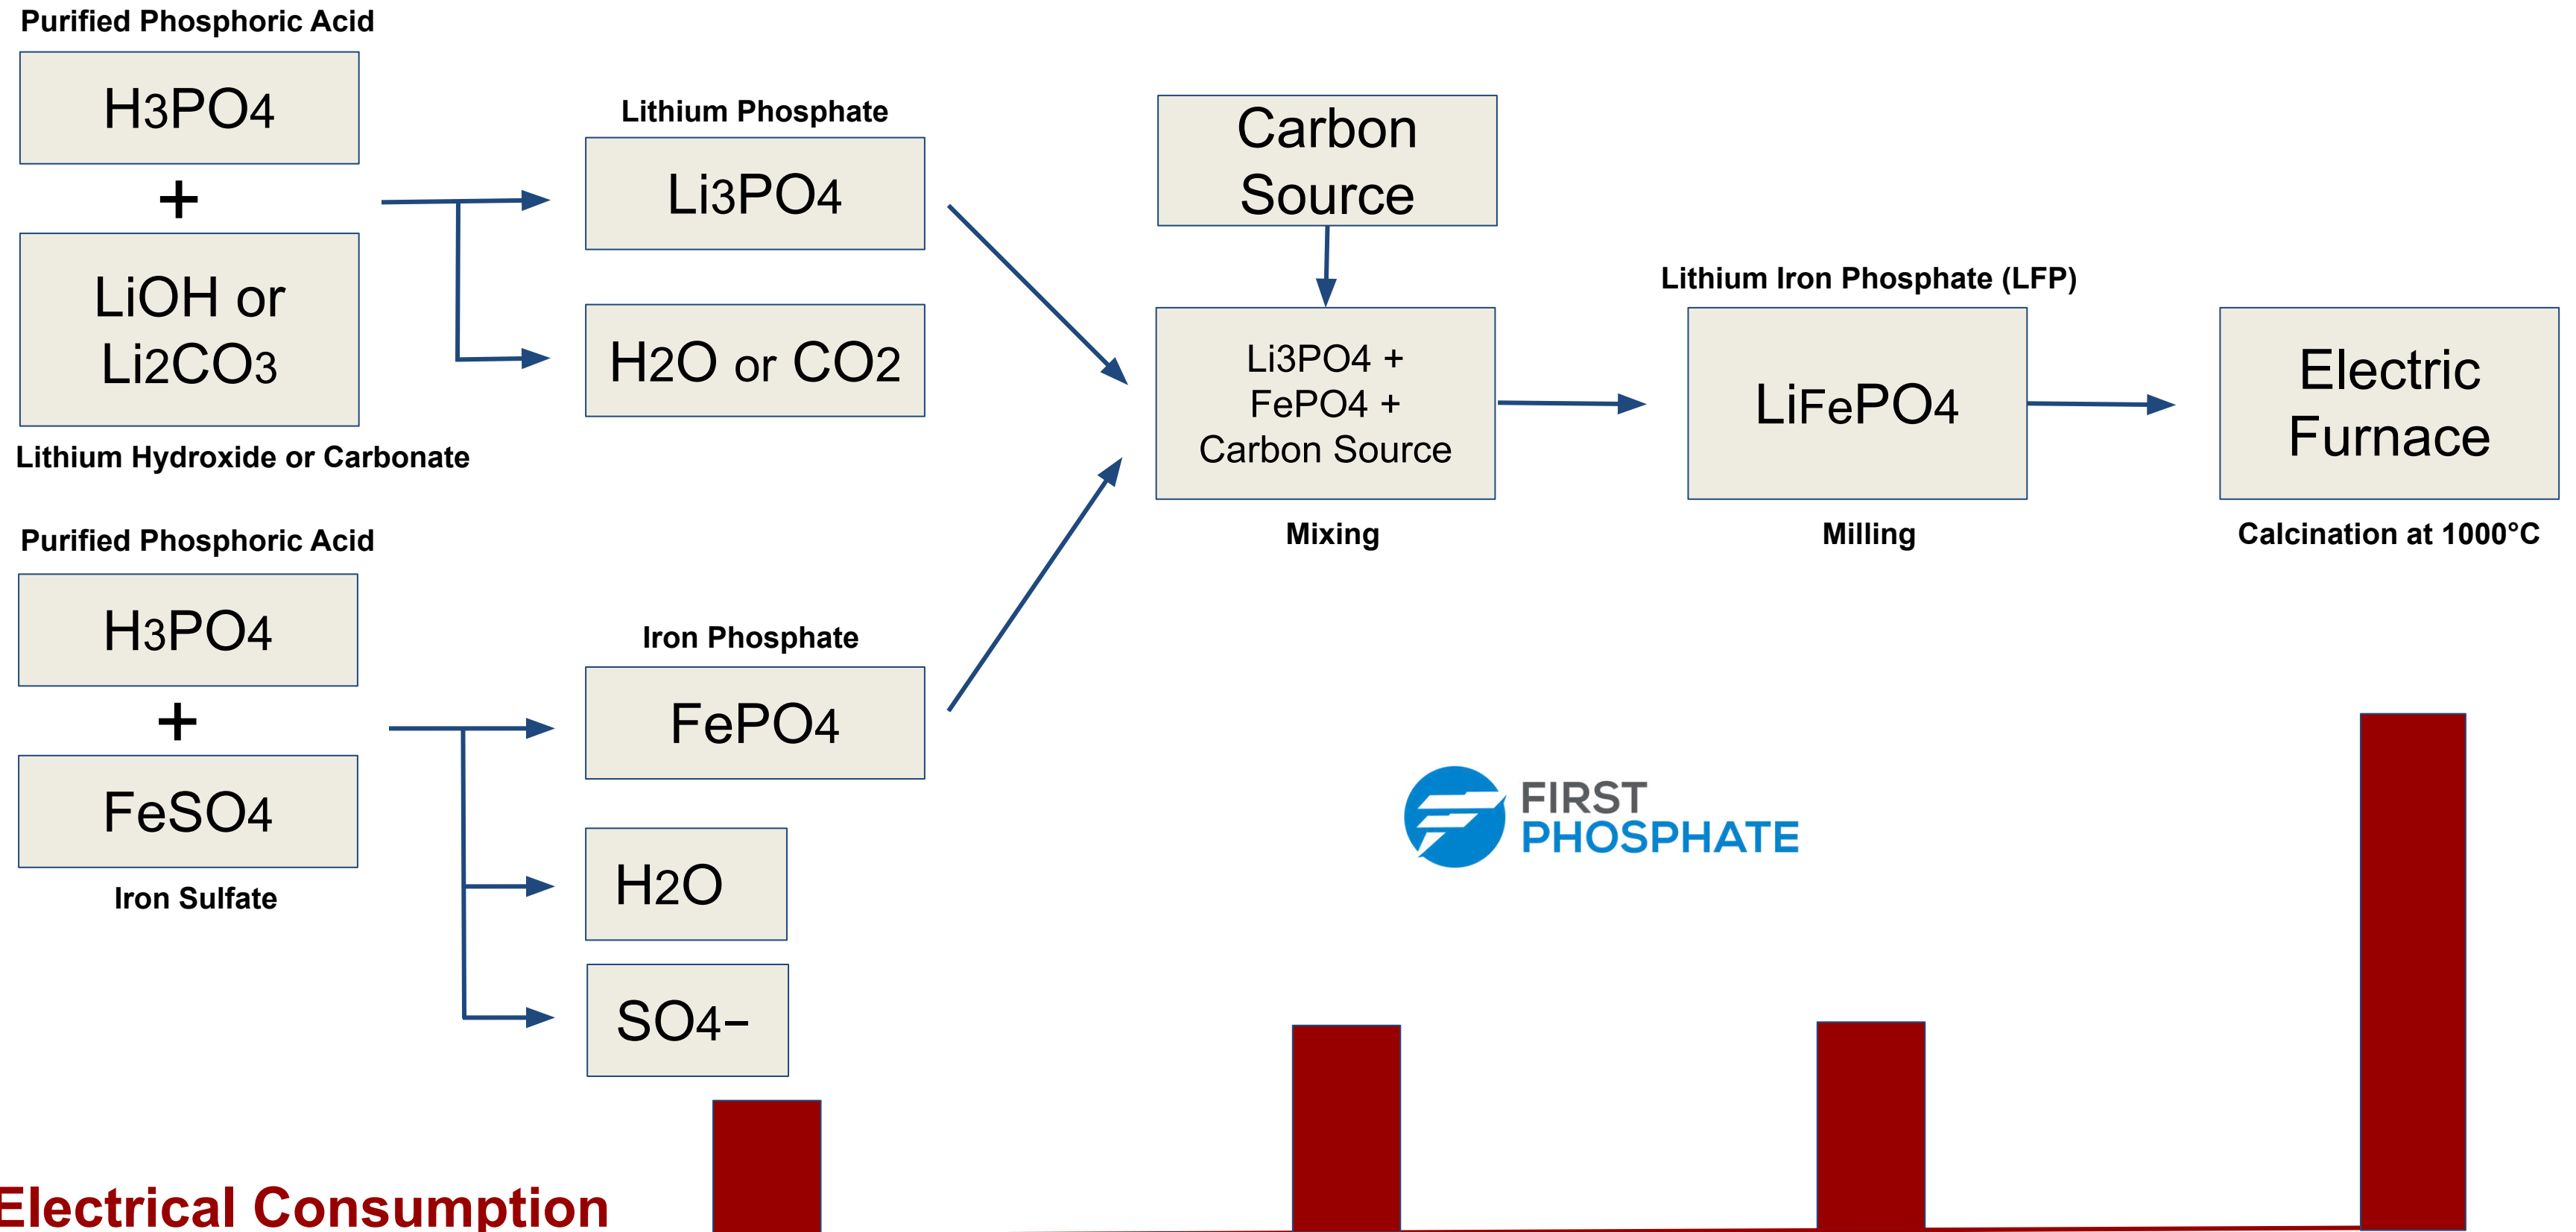 Purified Phosphoric Acid
H3PO4
+
LiOH or
Li2CO3
Lithium Hydroxide or Carbonate
Lithium Phosphate
Li3PO4
H2O or CO2
Purified Phosphoric Acid
H3PO4
+
FeSO4
Iron Sulfate
Iron Phosphate
FePO4
H2O
SO4−
Carbon
Source
Li3PO4 +
FePO4 +
Carbon Source
Mixing
Lithium Iron Phosphate (LFP)
LiFePO4
Milling
Electric
Furnace
Calcination at 1000°C
FIRST
PHOSPHATE
Electrical Consumption